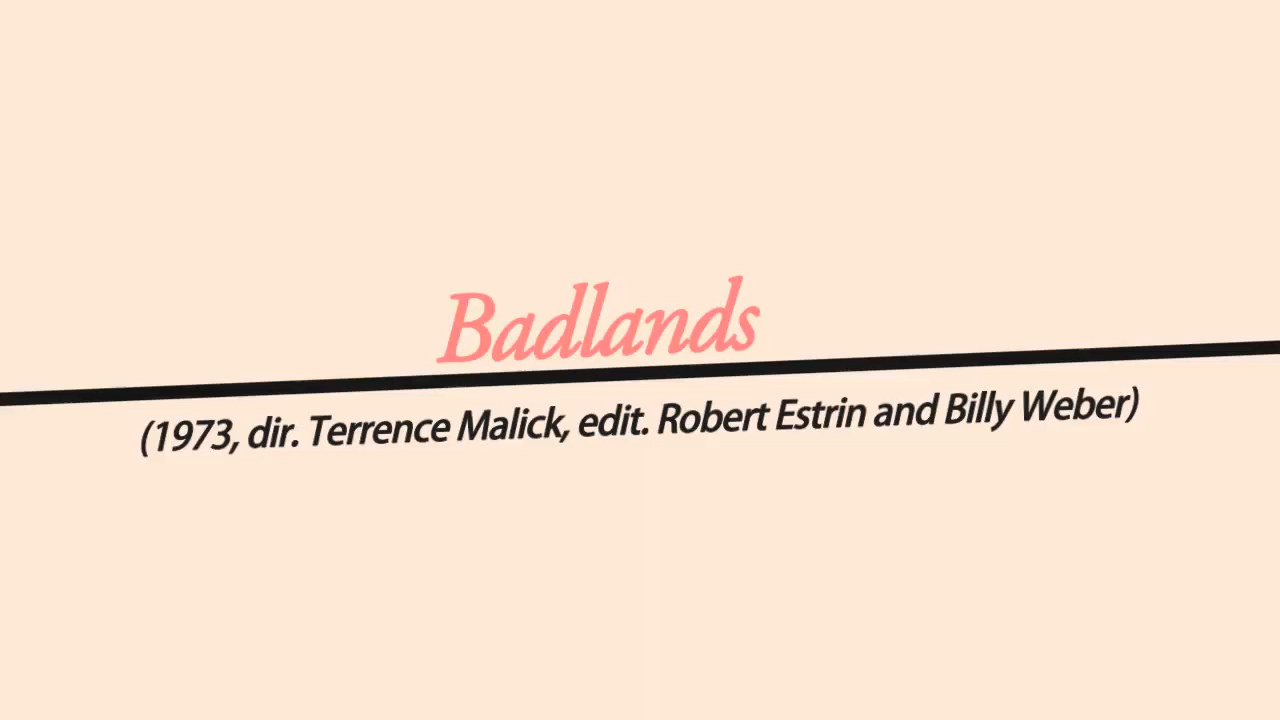 Badlands
(1973, dir. Terrence Malick, edit. Robert Estrin and Billy Weber)